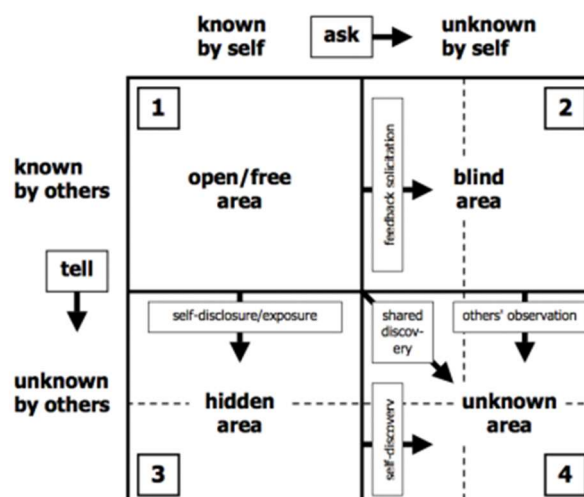 known
by self
ask
unknown
by self
1
2
known
by others
open/free
area
feedback solicitation
blind
area
tell
self-disclosure/exposure
shared
discov-
ery
others' observation
unknown
by others
hidden
area
self-discovery
unknown
area
3
4